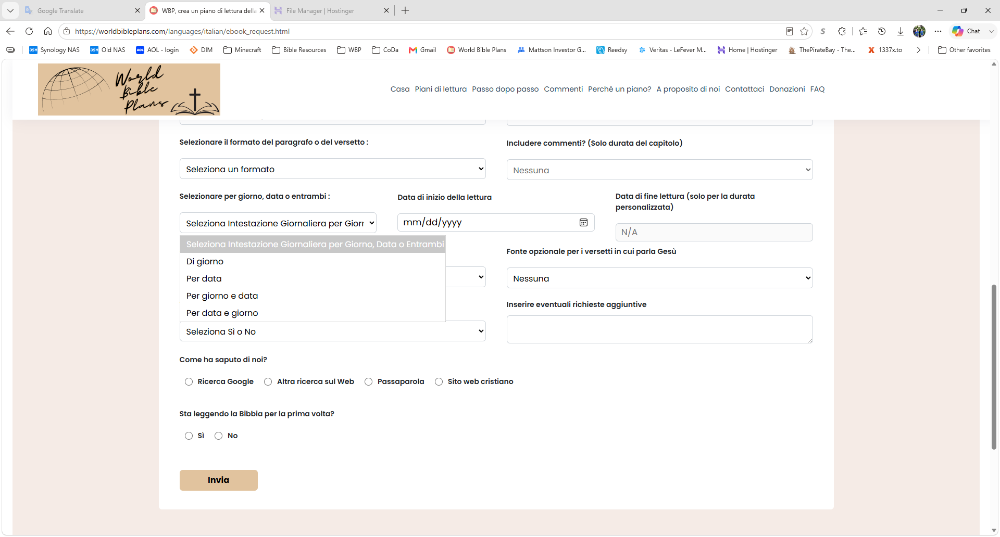 Google Translate
WBP, crea un piano di lettura della
File Manager | Hostinger
https://worldbibleplans.com/languages/italian/ebook_request.html
Chat
Synology NAS
Old NAS
AOL - login
DIM
Minecraft
Bible Resources
WBP
CoDa
Gmail
World Bible Plans
Mattson Investor G...
Reedsy
Veritas - LeFever M...
Home | Hostinger
ThePirateBay - The...
1337x.to
Other favorites
World
Bible
Plans
Casa Piani di lettura Passo dopo passo Commenti Perché un piano? A proposito di noi Contattaci Donazioni FAQ
Selezionare il formato del paragrafo o del versetto :
Includere commenti? (Solo durata del capitolo)
Seleziona un formato
Nessuna
Selezionare per giorno, data o entrambi :
Data di inizio della lettura
Data di fine lettura (solo per la durata
personalizzata)
Seleziona Intestazione Giornaliera per Gior
mm/dd/yyyy
N/A
Seleziona Intestazione Giornaliera per Giorno, Data o Entrambi
Di giorno
Per data
Per giorno e data
Per data e giorno
Fonte opzionale per i versetti in cui parla Gesù
Nessuna
Inserire eventuali richieste aggiuntive
Seleziona Sì o No
Come ha saputo di noi?
Ricerca Google
Altra ricerca sul Web
Passaparola
Sito web cristiano
Sta leggendo la Bibbia per la prima volta?
Sì
No
Invia